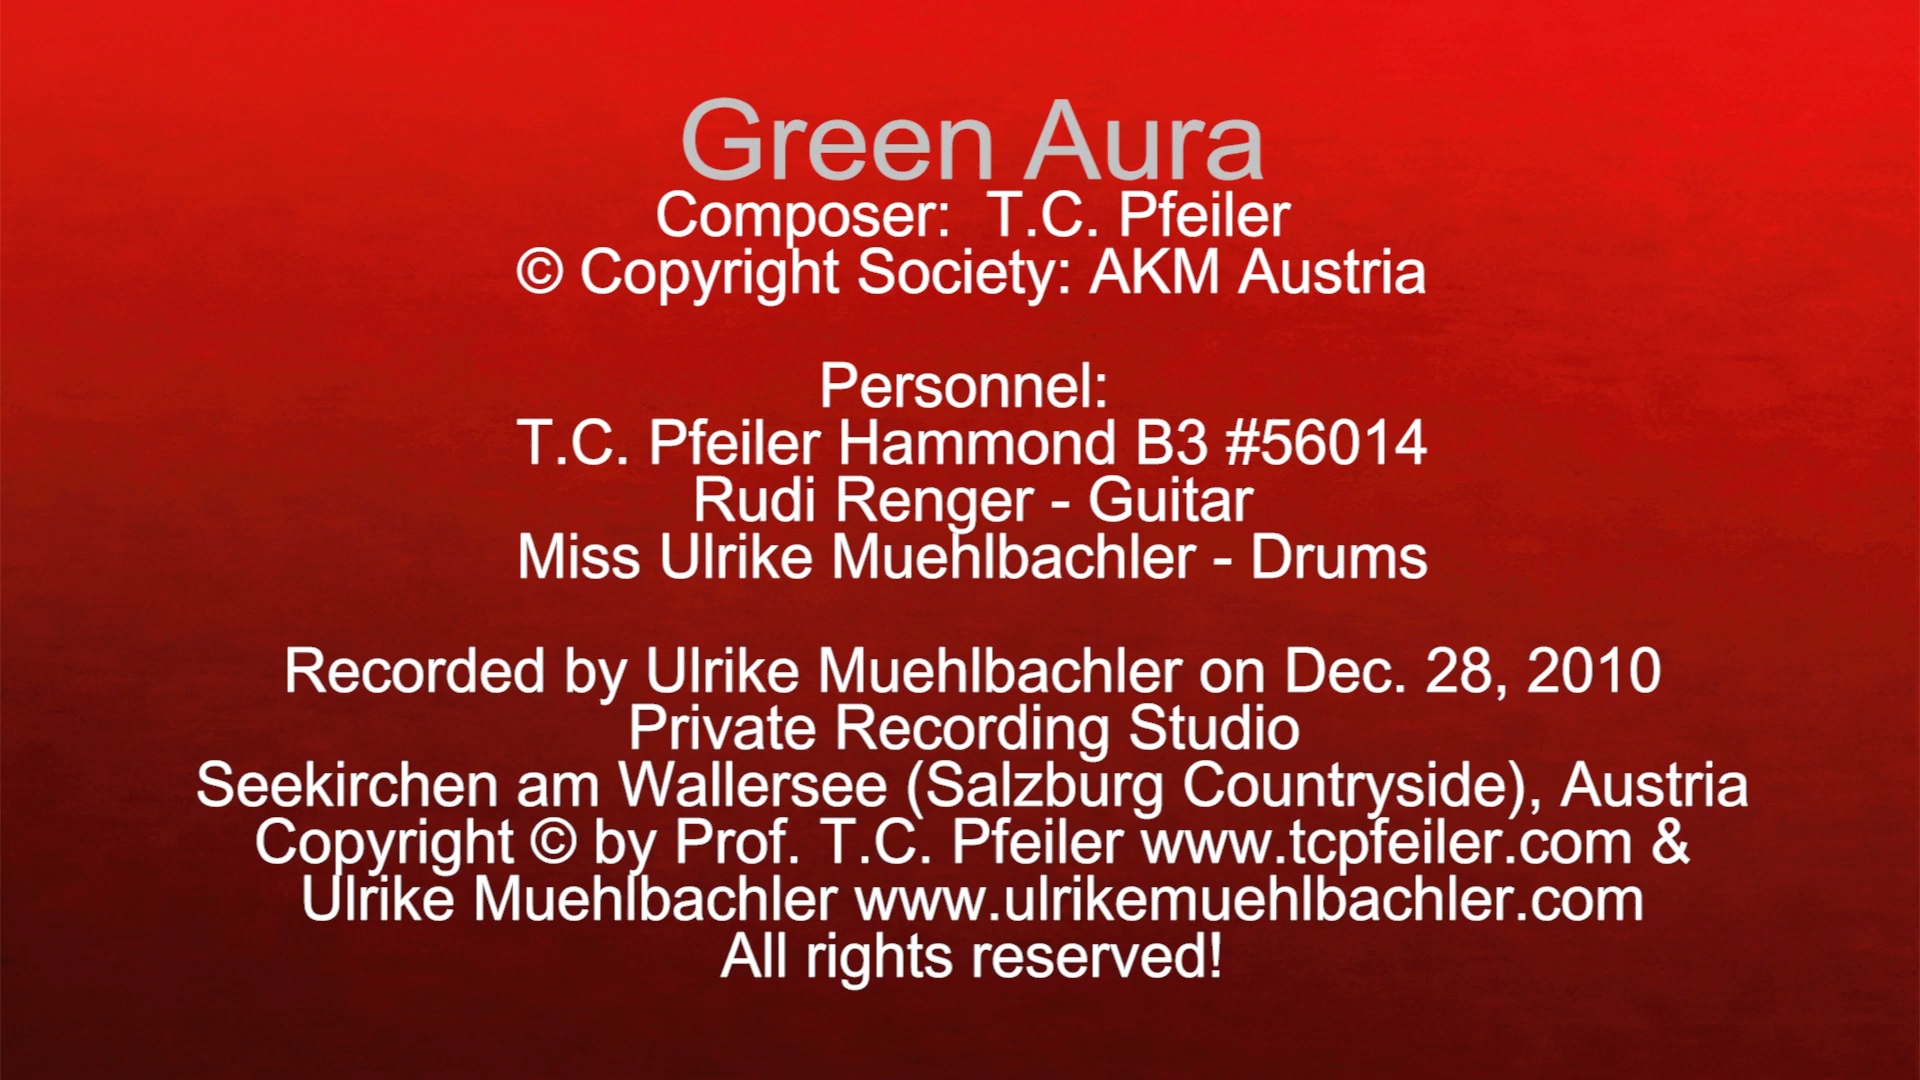 Green Aura
Composer: T.C. Pfeiler
© Copyright Society: AKM Austria
Personnel:
T.C. Pfeiler Hammond B3 #56014
Rudi Renger - Guitar
Miss Ulrike Muehlbachler - Drums
Recorded by Ulrike Muehlbachler on Dec. 28, 2010
Private Recording Studio
Seekirchen am Wallersee (Salzburg Countryside), Austria
Copyright © by Prof. T.C. Pfeiler www.tcpfeiler.com &
Ulrike Muehlbachler www.ulrikemuehlbachler.com
All rights reserved!